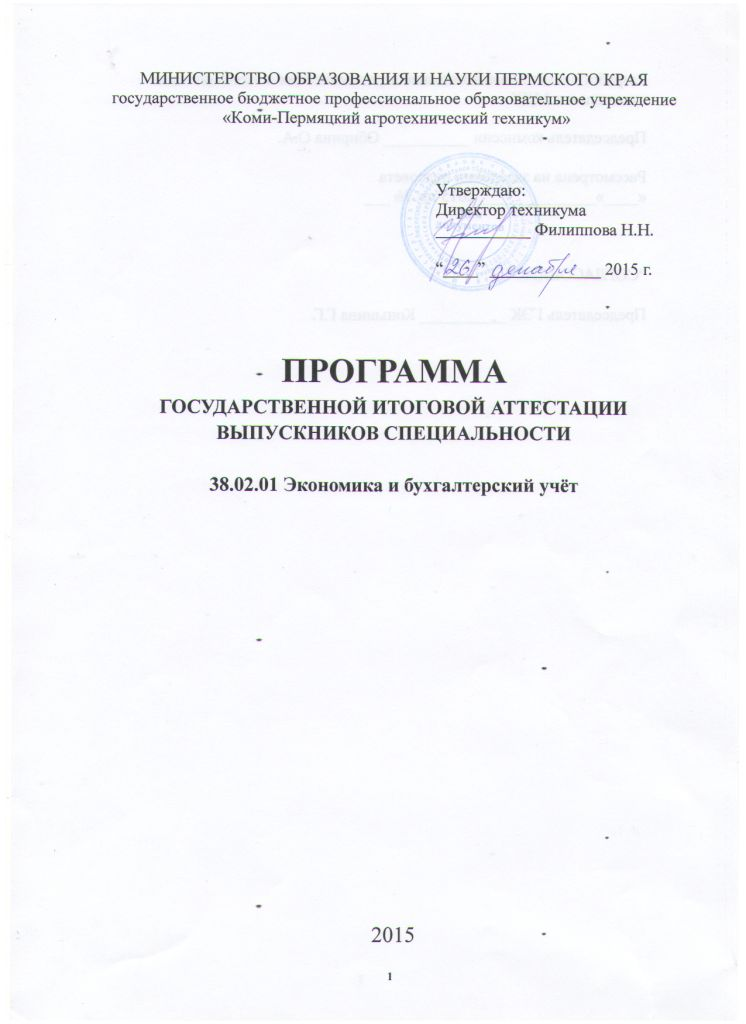 МИНИСТЕРСТВО ОБРАЗОВАНИЯ И НАУКИ ПЕРМСКОГО КРАЯ
государственное бюджетное профессиональное образовательное учреждение
«Коми-Пермяцкий агротехнический техникум»
Утверждаю:
Директор техникума
____________ Филиппова Н.Н.
“ 26 ” декабря 2015 г.
ПРОГРАММА
ГОСУДАРСТВЕННОЙ ИТОГОВОЙ АТТЕСТАЦИИ
ВЫПУСКНИКОВ СПЕЦИАЛЬНОСТИ
38.02.01 Экономика и бухгалтерский учёт
2015
1